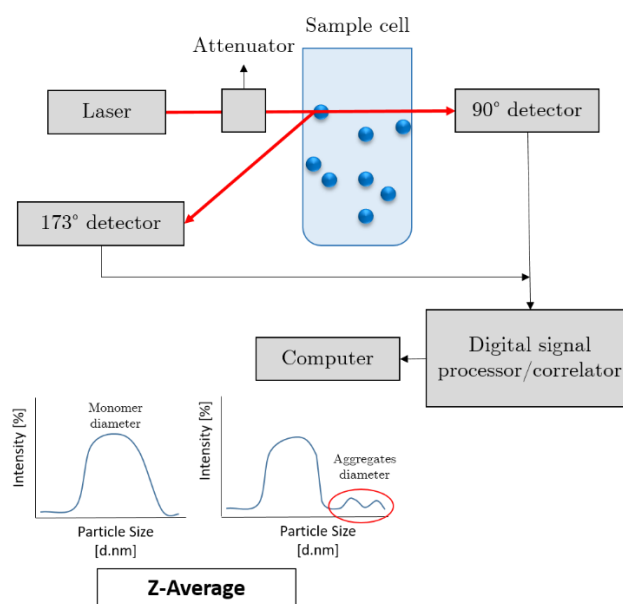 Sample cell
Attenuator
Laser
90° detector
173° detector
Digital signal
processor/correlator
Computer
Intensity [%]
Monomer
diameter
Particle Size
[d.nm]
Intensity [%]
Aggregates
diameter
Particle Size
[d.nm]
Z-Average